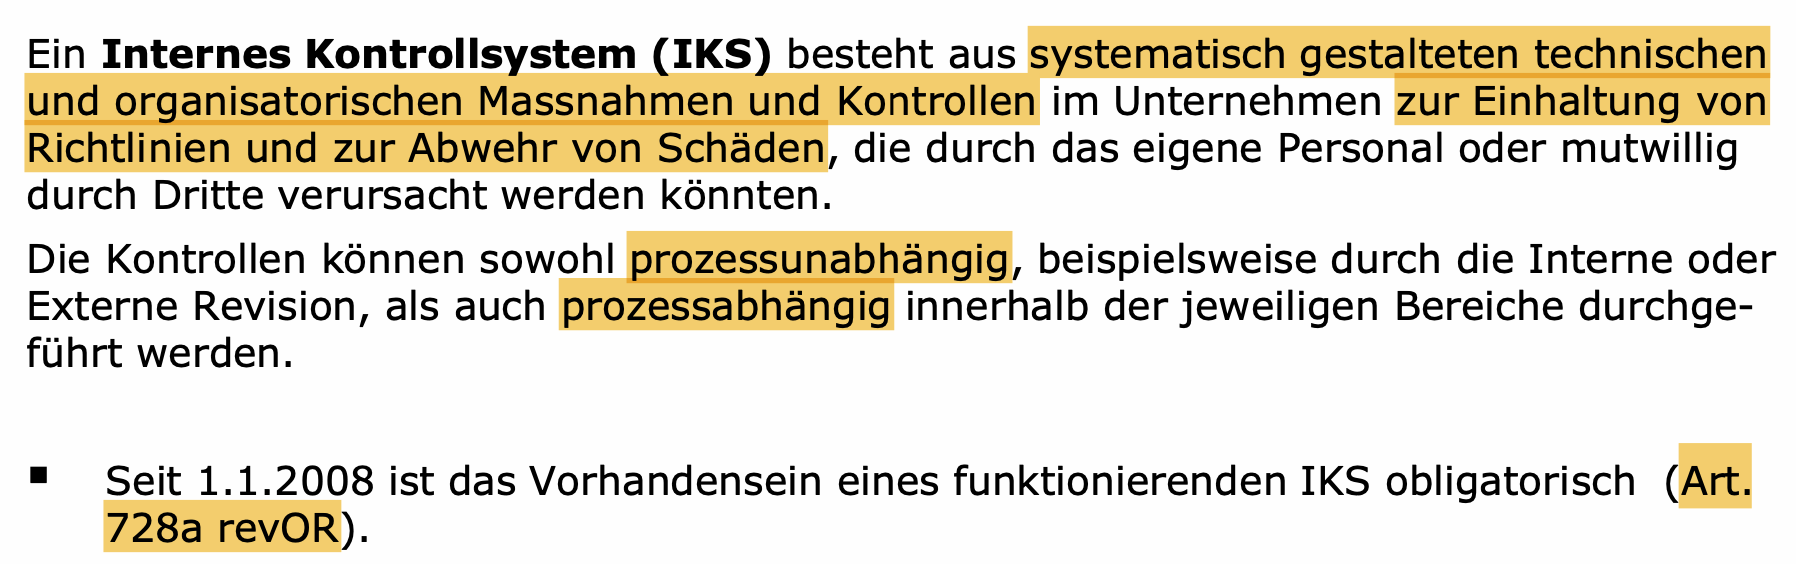 Ein Internes Kontrollsystem (IKS) besteht aus systematisch gestalteten technischen
und organisatorischen Massnahmen und Kontrollen im Unternehmen zur Einhaltung von
Richtlinien und zur Abwehr von Schäden, die durch das eigene Personal oder mutwillig
durch Dritte verursacht werden könnten.
Die Kontrollen können sowohl prozessunabhängig, beispielsweise durch die Interne oder
Externe Revision, als auch prozessabhängig innerhalb der jeweiligen Bereiche durchge-
führt werden.
▪ Seit 1.1.2008 ist das Vorhandensein eines funktionierenden IKS obligatorisch (Art.
728a revOR).